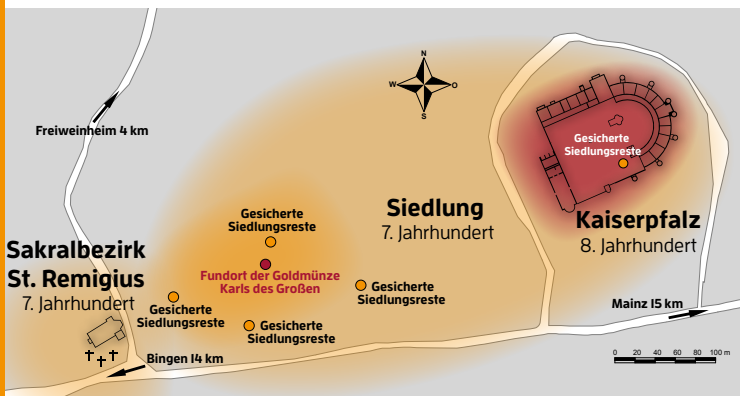 N
W
O
S
Freiweinheim 4 km
Gesicherte
Siedlungsreste
Siedlung
7. Jahrhundert
Kaiserpfalz
8. Jahrhundert
Gesicherte
Siedlungsreste
Sakralbezirk
St. Remigius
7. Jahrhundert
Fundort der Goldmünze
Karls des Großen
Gesicherte
Siedlungsreste
Gesicherte
Siedlungsreste
Gesicherte
Siedlungsreste
Mainz 15 km
Bingen 14 km
0 20 40 60 80 100 m